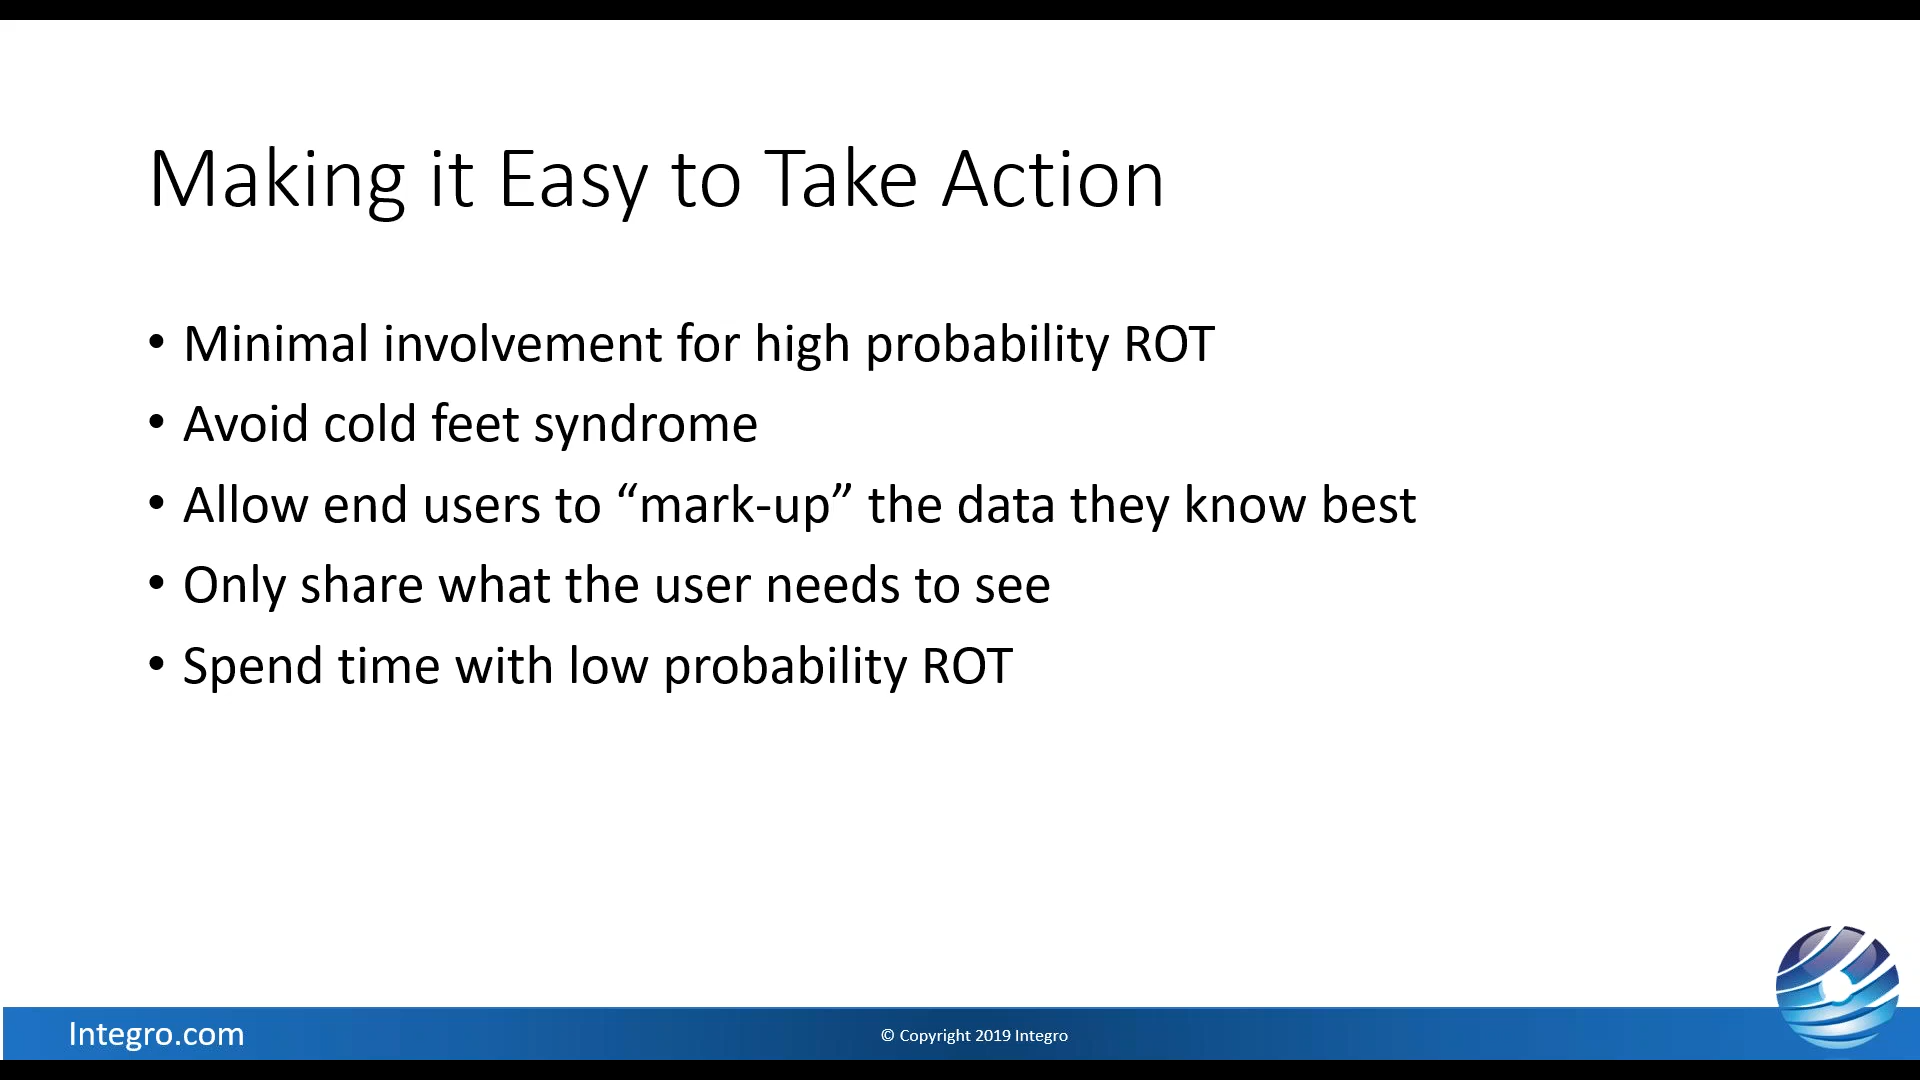 Making it Easy to Take Action
• Minimal involvement for high probability ROT
• Avoid cold feet syndrome
• Allow end users to “mark-up” the data they know best
• Only share what the user needs to see
• Spend time with low probability ROT
Integro.com
© Copyright 2019 Integro